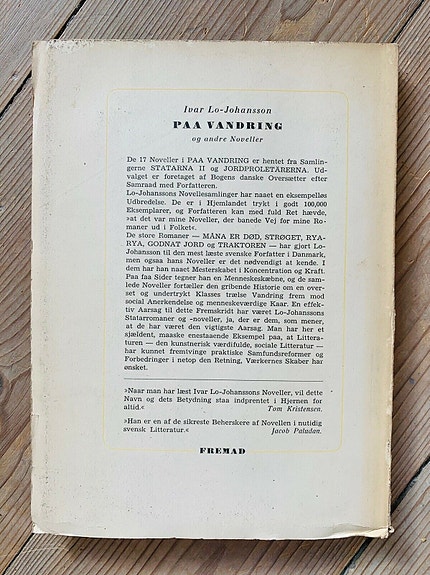 Ivar Lo-Johansson
PAA VANDRING
og andre Noveller
De 17 Noveller i PAA VANDRING er hentet fra Samlin-
gerne STATARNA II og JORDPROLETÄRERNA. Ud-
valget er foretaget af Bogens danske Oversætter efter
Samraad med Forfatteren.
Lo-Johanssons Novellesamlinger har naaet en eksempelløs
Udbredelse. De er i Hjemlandet trykt i godt 100,000
Eksemplarer, og Forfatteren kan med fuld Ret hævde,
»at det var mine Noveller, der banede Vej for mine Ro-
maner ud i Folket«.
De store Romaner — MÅNA ER DØD, STRØGET, RYA-
RYA, GODNAT JORD og TRAKTOREN — har gjort Lo-
Johansson til den mest læste svenske Forfatter i Danmark,
men ogsaa hans Noveller er det nødvendigt at kende. I
dem har han naaet Mesterskabet i Koncentration og Kraft.
Paa faa Sider tegner han en Menneskeskæbne, og de sam-
lede Noveller fortæller den gribende Historie om en over-
set og undertrykt Klasses trælse Vandring frem mod
social Anerkendelse og menneskeværdige Kaar. En effek-
tiv Aarsag til dette Fremskridt har været Lo-Johanssons
Statarromaner og -noveller, ja, der er dem, som mener,
at de har været den vigtigste Aarsag. Man har her et
sjældent, maaske enestaaende Eksempel paa, at Littera-
turen — den kunstnerisk værdifulde, sociale Litteratur —
har kunnet fremtvinge praktiske Samfundsreformer og
Forbedringer i netop den Retning, Værkernes Skaber har
ønsket.
»Naar man har læst Ivar Lo-Johanssons Noveller, vil dette
Navn og dets Betydning staa indprentet i Hjernen for
altid.« Tom Kristensen.
»Han er en af de sikreste Beherskere af Novellen i nutidig
svensk Litteratur.« Jacob Paludan.
FREMAD